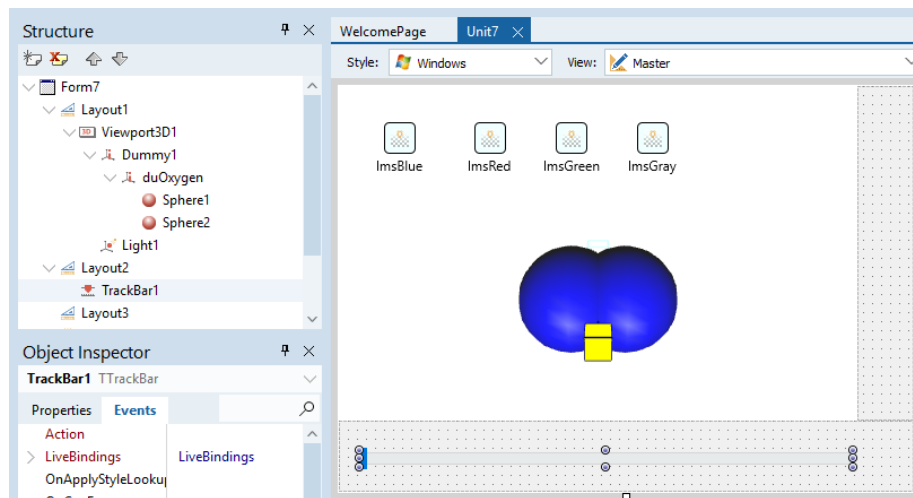 Structure
WelcomePage
Unit7
Style:
Windows
View:
Master
Form7
Layout1
3D
Viewport3D1
Dummy1
duOxygen
Sphere1
Sphere2
Light1
Layout2
TrackBar1
Layout3
ImsBlue
ImsRed
ImsGreen
ImsGray
Object Inspector
TrackBar1 TTrackBar
Properties
Events
Action
LiveBindings
LiveBindings
OnApplyStyleLooku